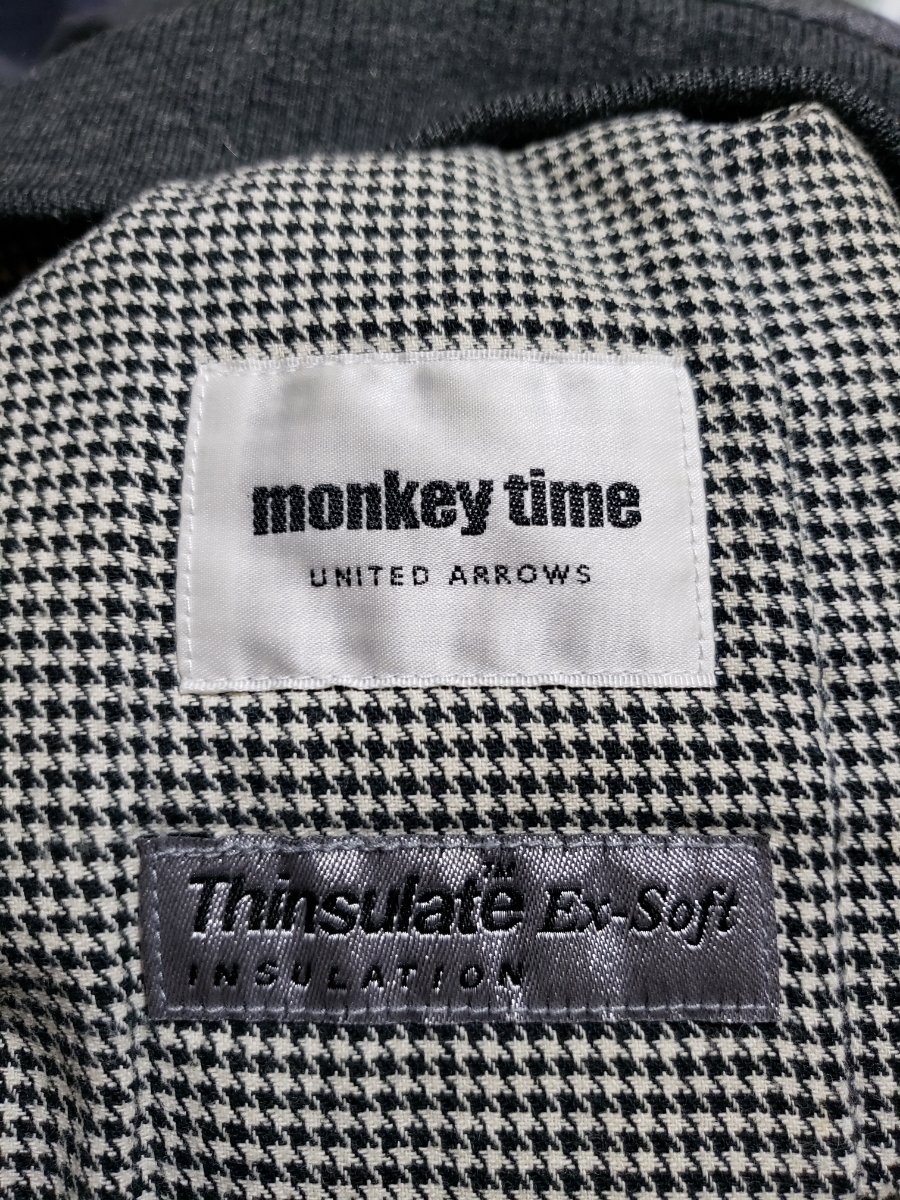 monkey time
UNITED ARROWS
Thinsulate™ Ex-Soft
INSULATION